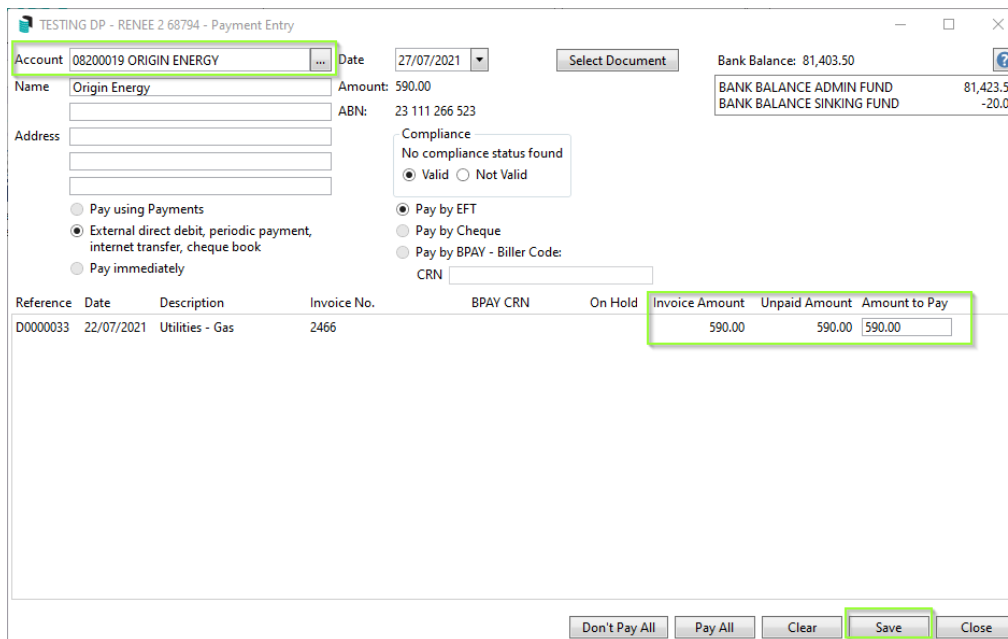 TESTING DP - RENEE 2 68794 - Payment Entry
Account 08200019 ORIGIN ENERGY ... Date 27/07/2021 Select Document Bank Balance: 81,403.50 ?
Name Origin Energy Amount: 590.00 BANK BALANCE ADMIN FUND 81,423.5
BANK BALANCE SINKING FUND -20.0
ABN: 23 111 266 523
Address Compliance
No compliance status found
Valid Not Valid
Pay using Payments Pay by EFT
External direct debit, periodic payment, Pay by Cheque
internet transfer, cheque book
Pay by BPAY - Biller Code:
Pay immediately CRN
Reference Date Description Invoice No. BPAY CRN On Hold Invoice Amount Unpaid Amount Amount to Pay
D0000033 22/07/2021 Utilities - Gas 2466 590.00 590.00 590.00
Don't Pay All Pay All Clear Save Close